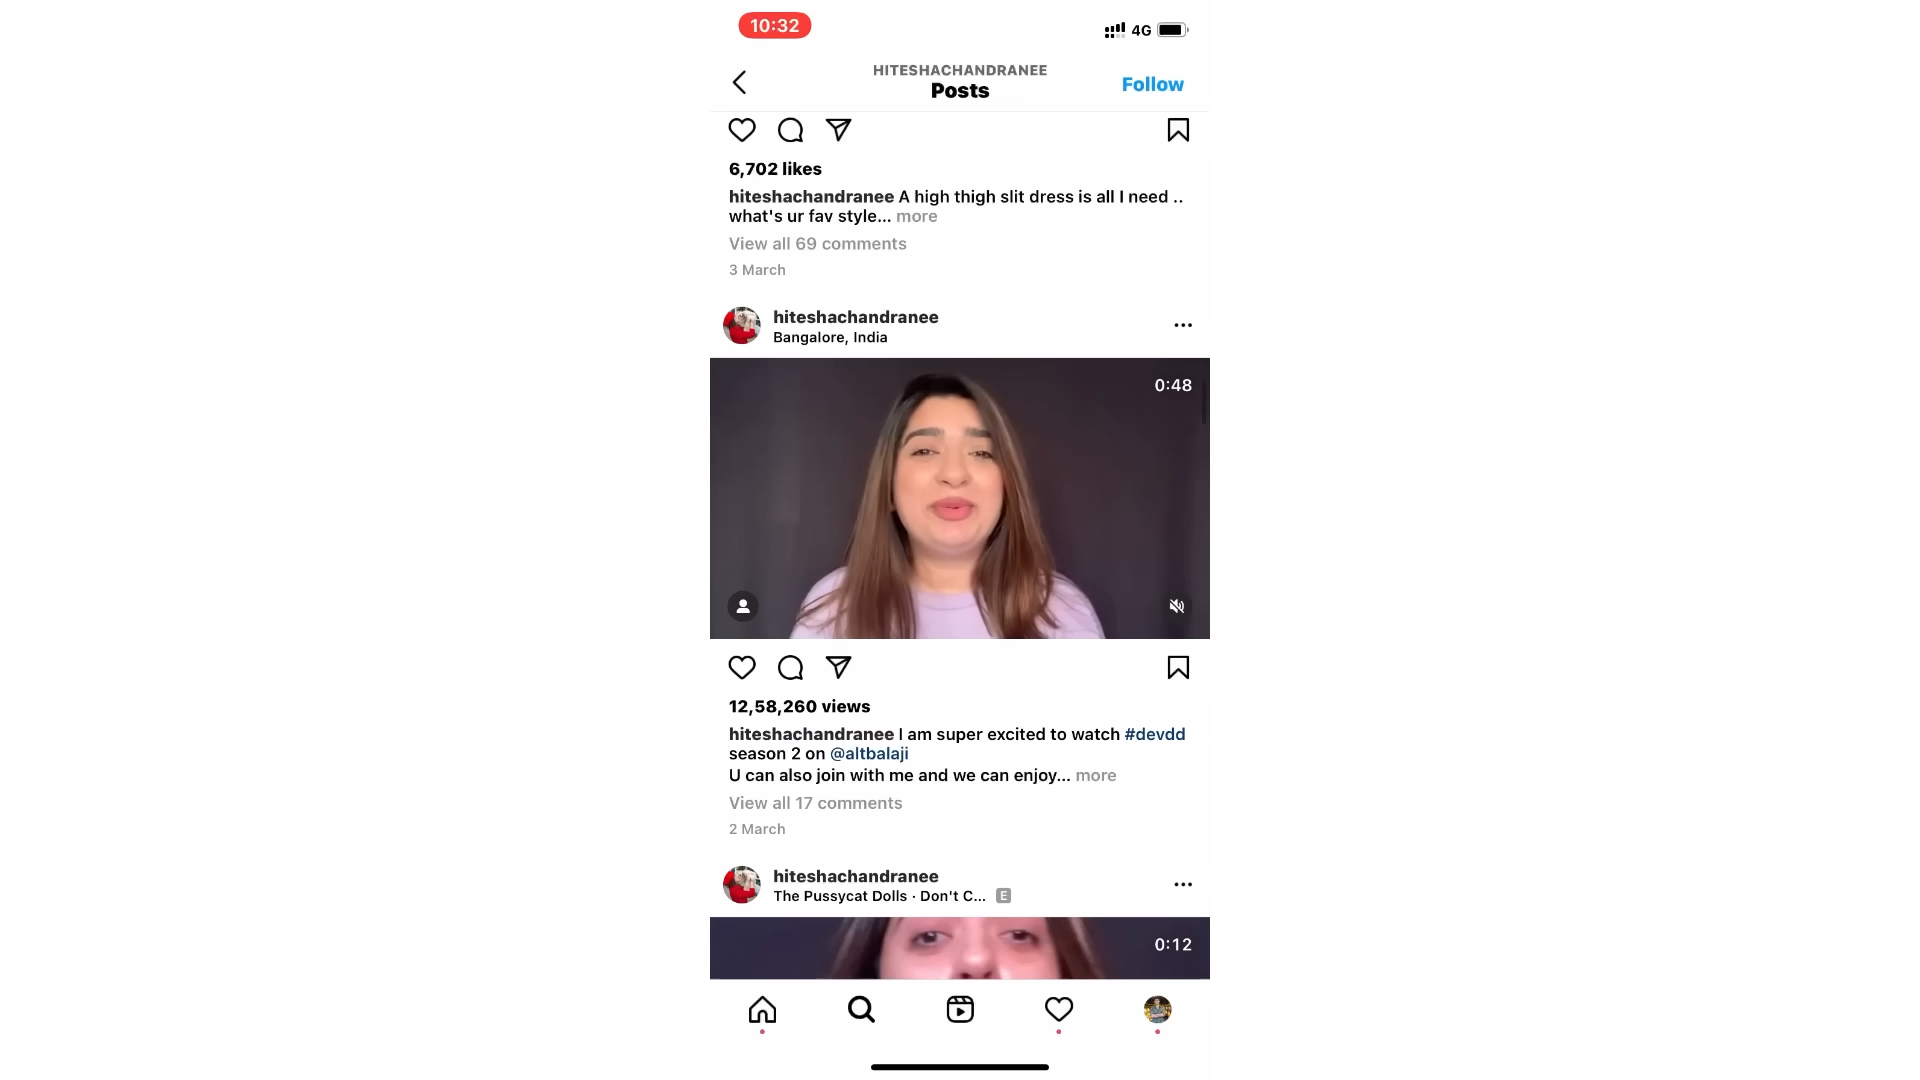 10:32
4G
HITESHACHANDRANEE
Posts
Follow
6,702 likes
hiteshachandranee A high thigh slit dress is all I need ..
what's ur fav style... more
View all 69 comments
3 March
hiteshachandranee
Bangalore, India
0:48
12,58,260 views
hiteshachandranee I am super excited to watch #devdd
season 2 on @altbalaji
U can also join with me and we can enjoy... more
View all 17 comments
2 March
hiteshachandranee
The Pussycat Dolls · Don't C... E
0:12